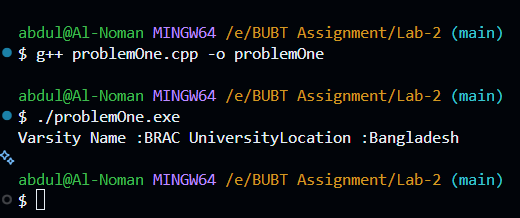 abdul@Al-Noman MINGW64 /e/BUBT Assignment/Lab-2 (main)
$ g++ problemOne.cpp -o problemOne
abdul@Al-Noman MINGW64 /e/BUBT Assignment/Lab-2 (main)
$ ./problemOne.exe
Varsity Name :BRAC UniversityLocation :Bangladesh
abdul@Al-Noman MINGW64 /e/BUBT Assignment/Lab-2 (main)
$